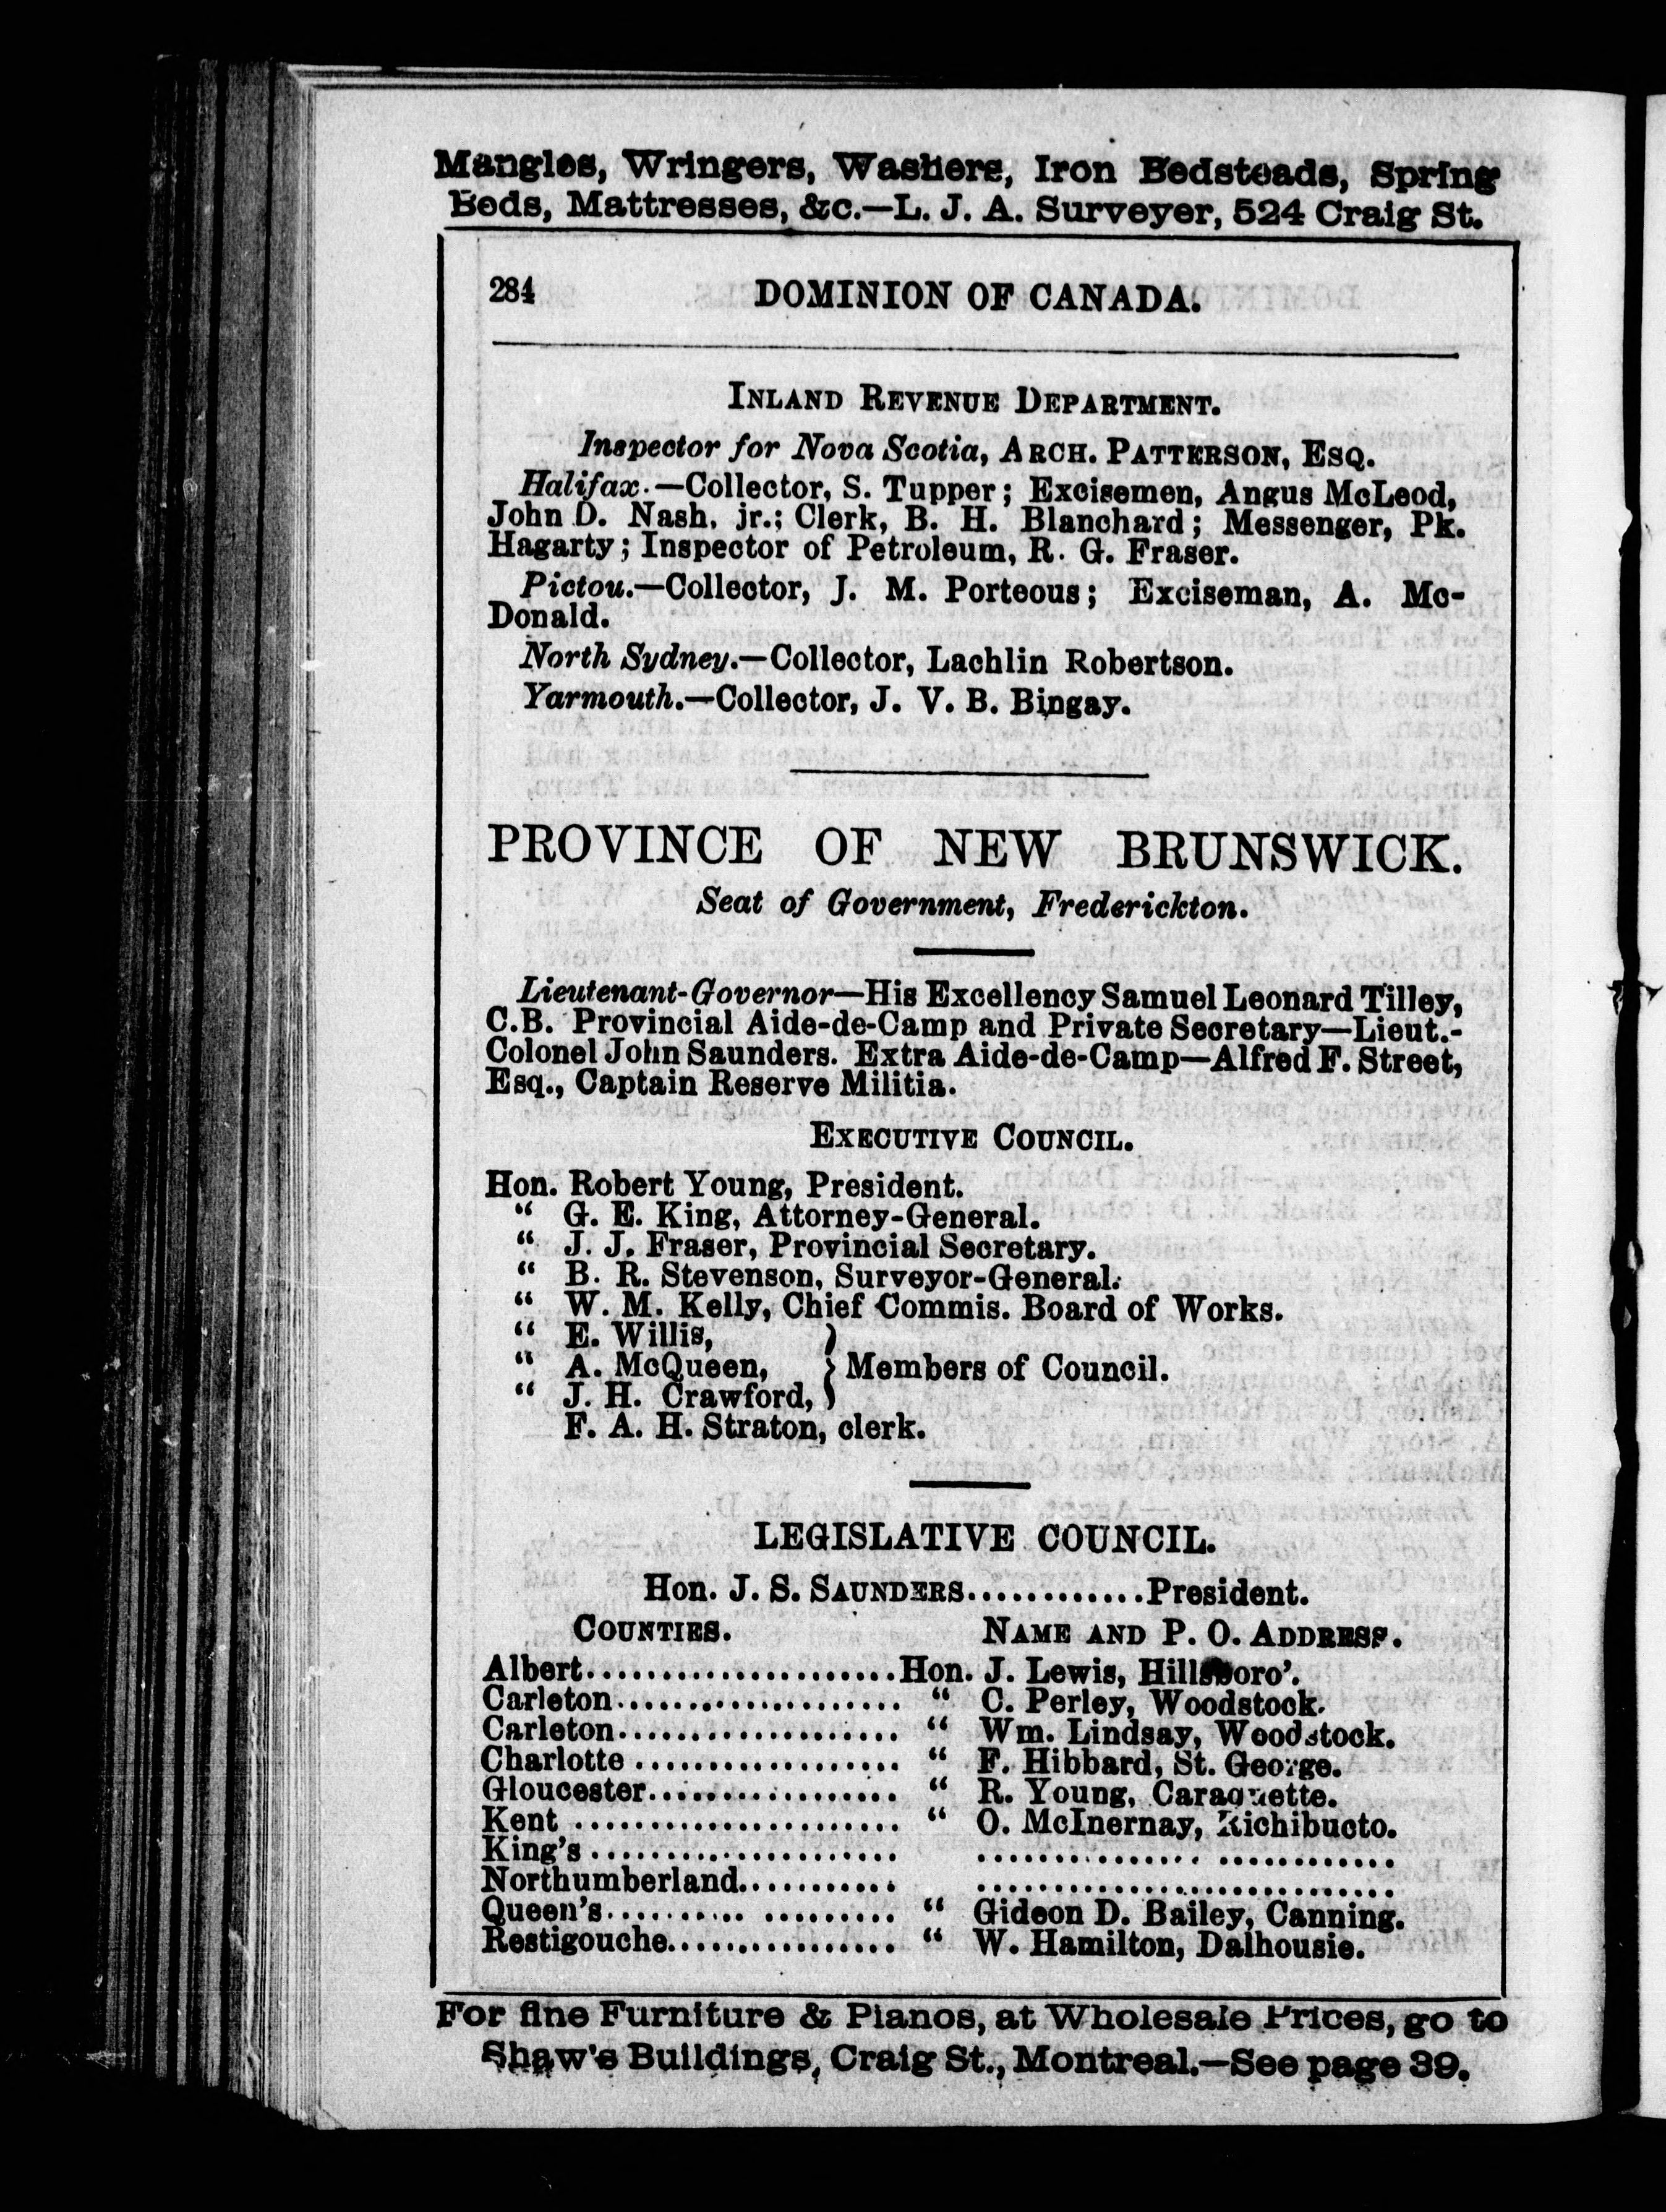 Mangles, Wringers, Washers, Iron Bedsteads, Spring
Beds, Mattresses, &c.—L. J. A. Surveyer, 524 Craig St.
284 DOMINION OF CANADA.
INLAND REVENUE DEPARTMENT.
Inspector for Nova Scotia, ARCH. PATTERSON, ESQ.
Halifax.—Collector, S. Tupper; Excisemen, Angus McLeod,
John D. Nash, jr.; Clerk, B. H. Blanchard; Messenger, Pk.
Hagarty; Inspector of Petroleum, R. G. Fraser.
Pictou.—Collector, J. M. Porteous; Exciseman, A. Mc-
Donald.
North Sydney.—Collector, Lachlin Robertson.
Yarmouth.—Collector, J. V. B. Bingay.
PROVINCE OF NEW BRUNSWICK.
Seat of Government, Frederickton.
Lieutenant-Governor—His Excellency Samuel Leonard Tilley,
C.B. Provincial Aide-de-Camp and Private Secretary—Lieut.-
Colonel John Saunders. Extra Aide-de-Camp—Alfred F. Street,
Esq., Captain Reserve Militia.
EXECUTIVE COUNCIL.
Hon. Robert Young, President.
“ G. E. King, Attorney-General.
“ J. J. Fraser, Provincial Secretary.
“ B. R. Stevenson, Surveyor-General.
“ W. M. Kelly, Chief Commis. Board of Works.
“ E. Willis,
“ A. McQueen, } Members of Council.
“ J. H. Crawford,
F. A. H. Straton, clerk.
LEGISLATIVE COUNCIL.
Hon. J. S. SAUNDERS............President.
COUNTIES. NAME AND P. O. ADDRESS.
Albert.....................Hon. J. Lewis, Hillsboro’.
Carleton.................... “ C. Perley, Woodstock.
Carleton.................... “ Wm. Lindsay, Woodstock.
Charlotte .................. “ F. Hibbard, St. George.
Gloucester................. “ R. Young, Caraquette.
Kent ...................... “ O. McInernay, Richibucto.
King’s..................... ............................
Northumberland........... .............................
Queen’s.......... ......... “ Gideon D. Bailey, Canning.
Restigouche................ “ W. Hamilton, Dalhousie.
For fine Furniture & Pianos, at Wholesale Prices, go to
Shaw’s Buildings, Craig St., Montreal.—See page 39.